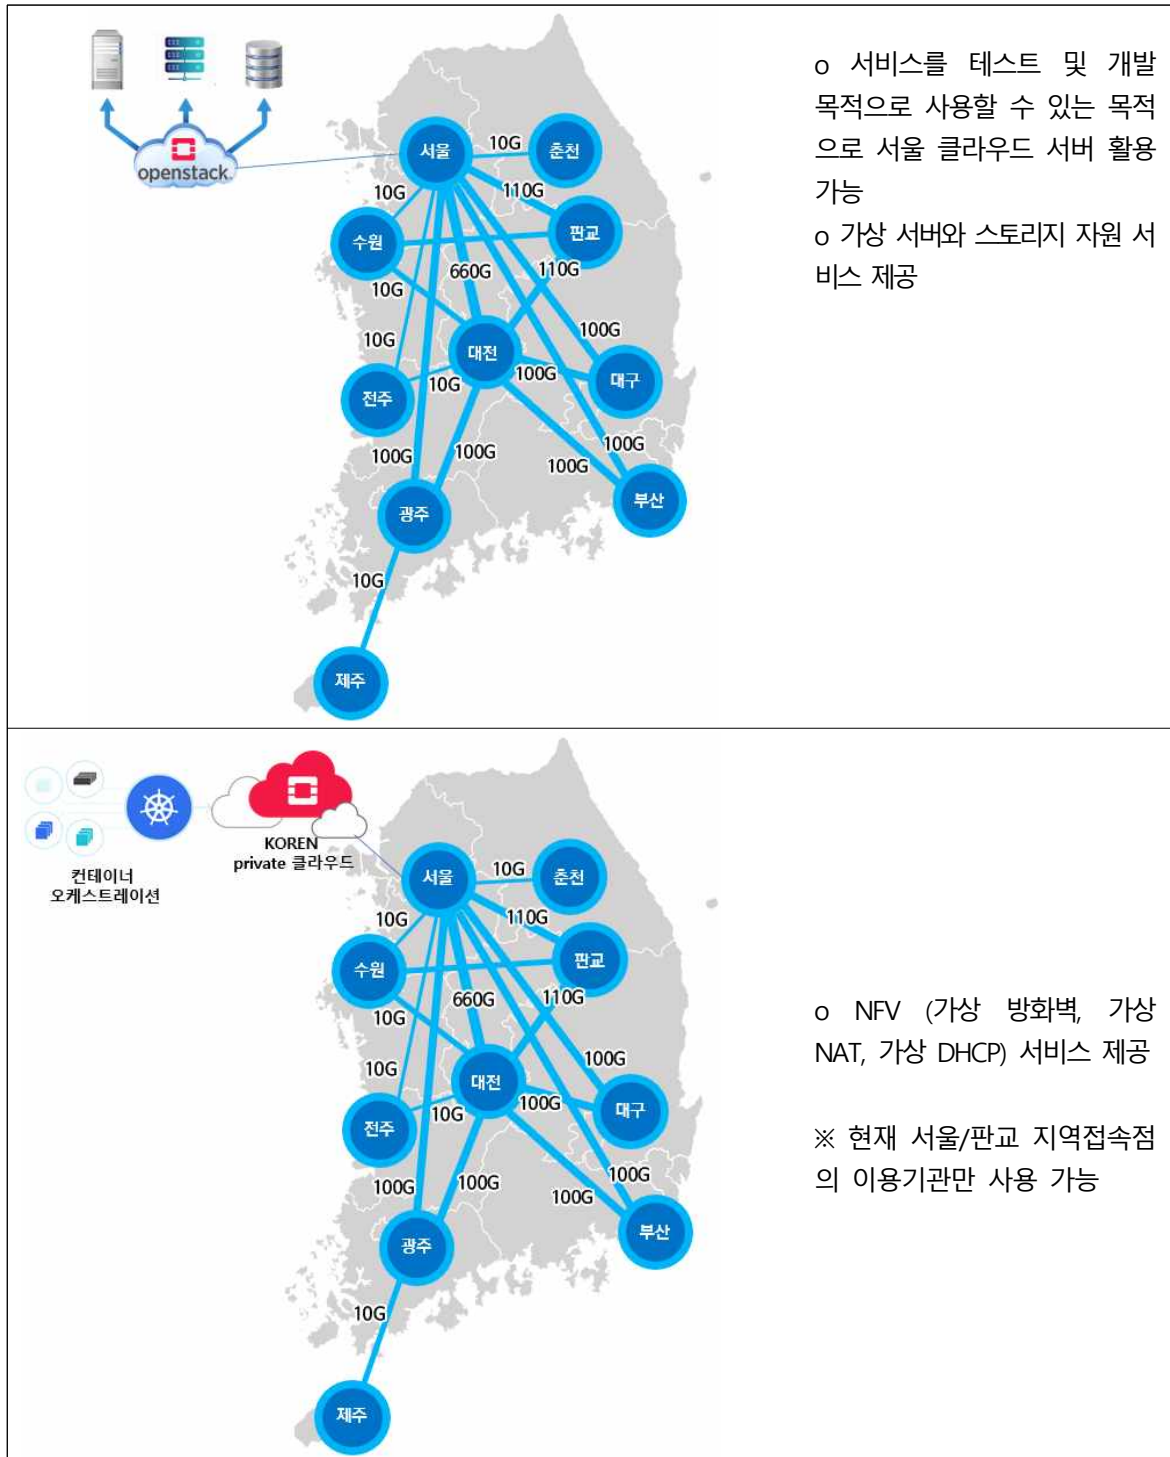 openstack.
서울
10G
춘천
10G
110G
수원
판교
660G
110G
10G
10G
100G
대전
100G
대구
10G
전주
100G
100G
100G
100G
부산
광주
10G
제주
o 서비스를 테스트 및 개발
목적으로 사용할 수 있는 목적
으로 서울 클라우드 서버 활용
가능
o 가상 서버와 스토리지 자원 서
비스 제공
KOREN
private 클라우드
컨테이너
오케스트레이션
서울
10G
춘천
10G
110G
수원
판교
660G
110G
10G
10G
100G
대전
100G
대구
10G
전주
100G
100G
100G
100G
부산
광주
10G
제주
o NFV (가상 방화벽, 가상
NAT, 가상 DHCP) 서비스 제공
※ 현재 서울/판교 지역접속점
의 이용기관만 사용 가능